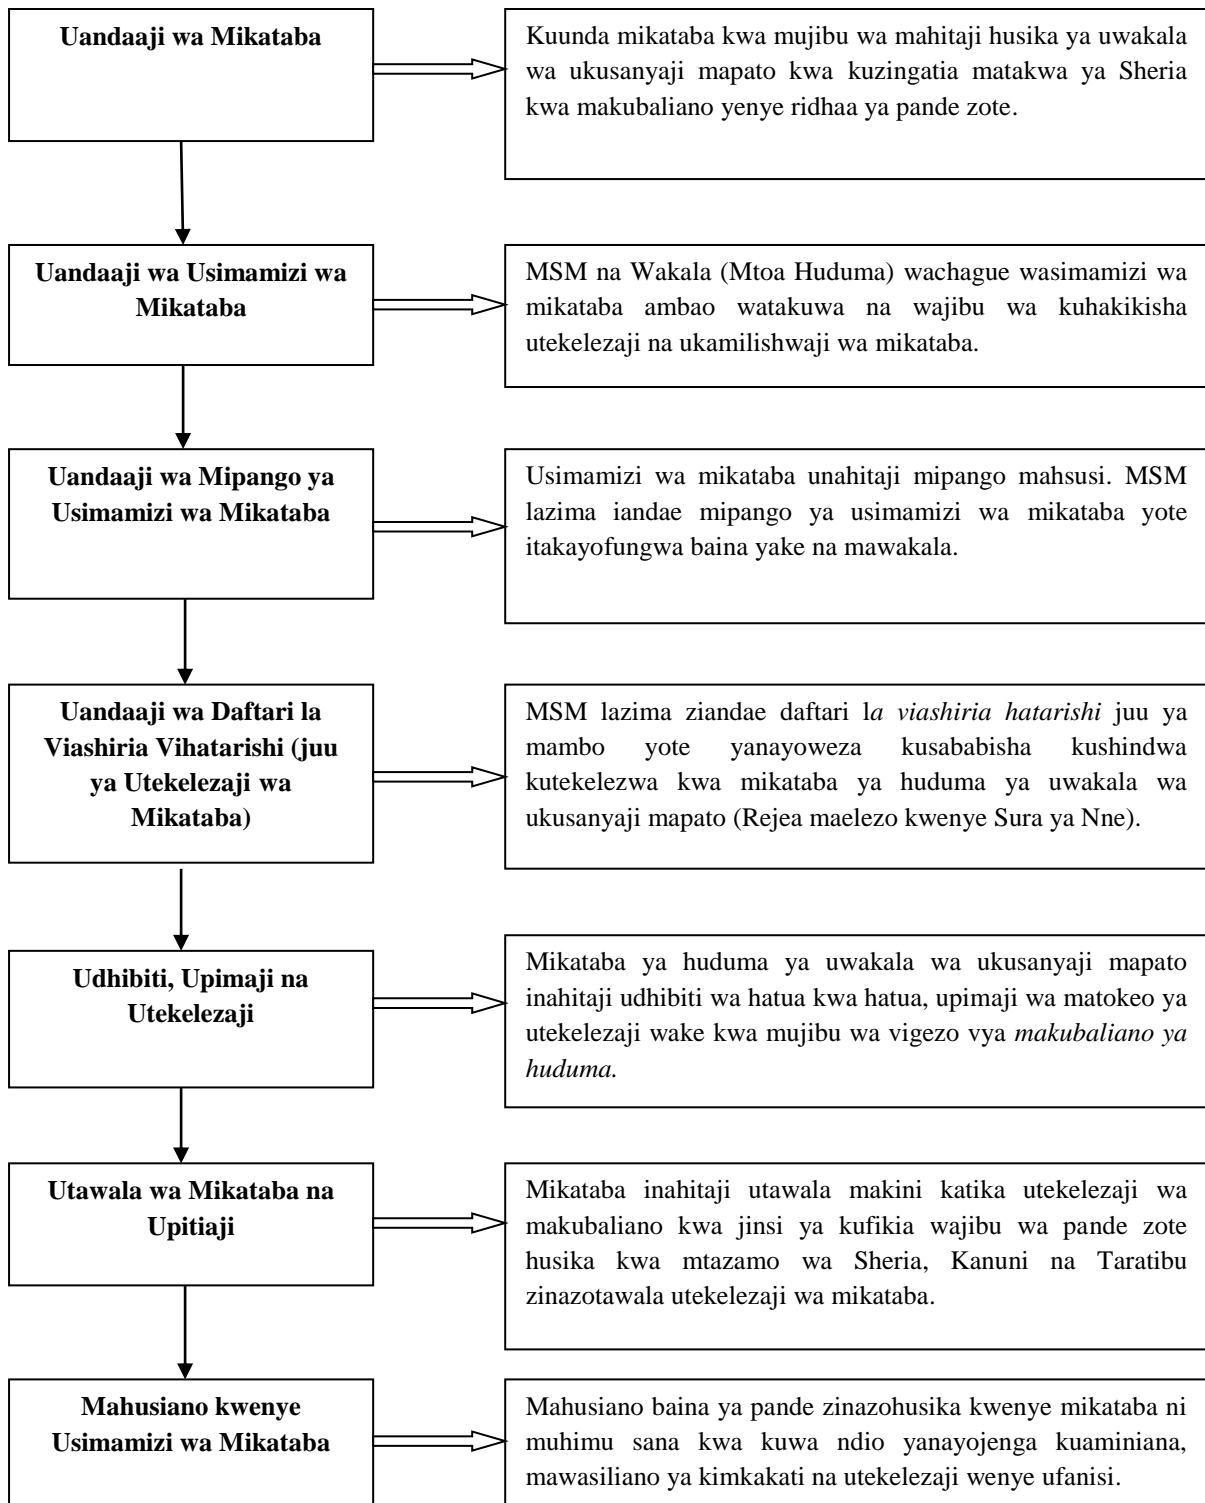 Uandaaji wa Mikataba
Kuunda mikataba kwa mujibu wa mahitaji husika ya uwakala
wa ukusanyaji mapato kwa kuzingatia matakwa ya Sheria
kwa makubaliano yenye ridhaa ya pande zote.
Uandaaji wa Usimamizi wa
Mikataba
MSM na Wakala (Mtoa Huduma) wachague wasimamizi wa
mikataba ambao watakuwa na wajibu wa kuhakikisha
utekelezaji na ukamilishwaji wa mikataba.
Uandaaji wa Mipango ya
Usimamizi wa Mikataba
Usimamizi wa mikataba unahitaji mipango mahsusi. MSM
lazima iandae mipango ya usimamizi wa mikataba yote
itakayofungwa baina yake na mawakala.
Uandaaji wa Daftari la
Viashiria Vihatarishi (juu
ya Utekelezaji wa
Mikataba)
MSM lazima ziandae daftari la viashiria hatarishi juu ya
mambo yote yanayoweza kusababisha kushindwa
kutekelezwa kwa mikataba ya huduma ya uwakala wa
ukusanyaji mapato (Rejea maelezo kwenye Sura ya Nne).
Udhibiti, Upimaji na
Utekelezaji
Mikataba ya huduma ya uwakala wa ukusanyaji mapato
inahitaji udhibiti wa hatua kwa hatua, upimaji wa matokeo ya
utekelezaji wake kwa mujibu wa vigezo vya makubaliano ya
huduma.
Utawala wa Mikataba na
Upitiaji
Mikataba inahitaji utawala makini katika utekelezaji wa
makubaliano kwa jinsi ya kufikia wajibu wa pande zote
husika kwa mtazamo wa Sheria, Kanuni na Taratibu
zinazotawala utekelezaji wa mikataba.
Mahusiano kwenye
Usimamizi wa Mikataba
Mahusiano baina ya pande zinazohusika kwenye mikataba ni
muhimu sana kwa kuwa ndio yanayojenga kuaminiana,
mawasiliano ya kimkakati na utekelezaji wenye ufanisi.